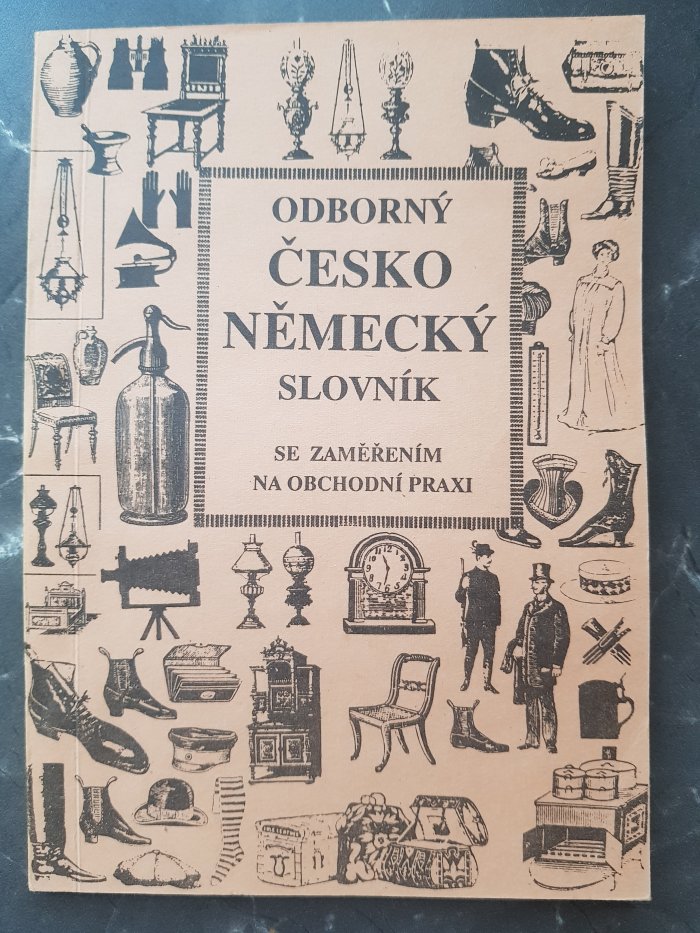 ODBORNÝ
ČESKO
NĚMECKÝ
SLOVNÍK
SE ZAMĚŘENÍM
NA OBCHODNÍ PRAXI